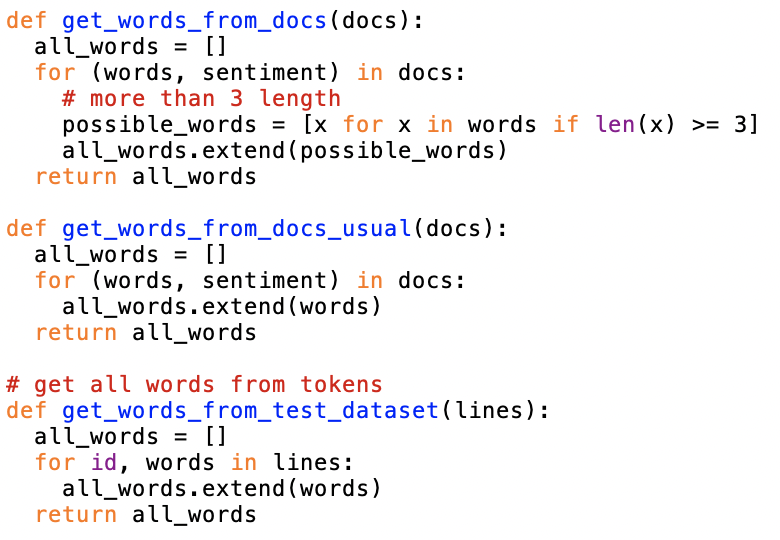 def get_words_from_docs(docs):
  all_words = []
  for (words, sentiment) in docs:
    # more than 3 length
    possible_words = [x for x in words if len(x) >= 3]
    all_words.extend(possible_words)
  return all_words

def get_words_from_docs_usual(docs):
  all_words = []
  for (words, sentiment) in docs:
    all_words.extend(words)
  return all_words

# get all words from tokens
def get_words_from_test_dataset(lines):
  all_words = []
  for id, words in lines:
    all_words.extend(words)
  return all_words